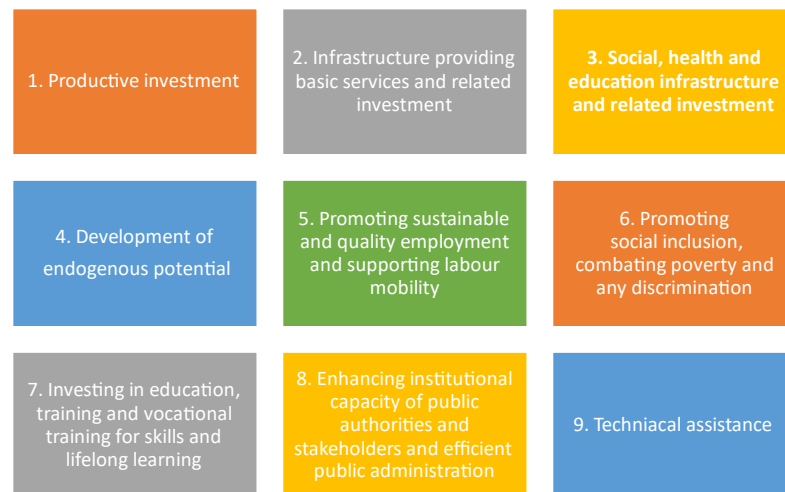 1. Productive investment
2. Infrastructure providing
basic services and related
investment
3. Social, health and
education infrastructure
and related investment
4. Development of
endogenous potential
5. Promoting sustainable
and quality employment
and supporting labour
mobility
6. Promoting
social inclusion,
combating poverty and
any discrimination
7. Investing in education,
training and vocational
training for skills and
lifelong learning
8. Enhancing institutional
capacity of public
authorities and
stakeholders and efficient
public administration
9. Techniacal assistance